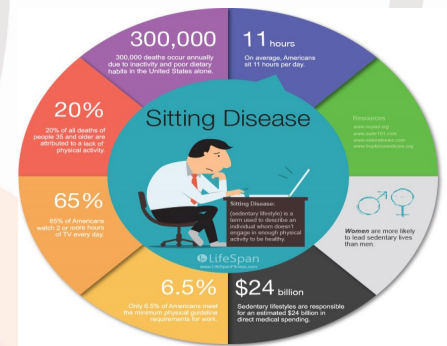 300,000
300,000 deaths occur annually
due to inactivity and poor dietary
habits in the United States alone.
11 hours
On average, Americans
sit 11 hours per day.
20%
20% of all deaths of
people 35 and older are
attributed to a lack of
physical activity.
Sitting Disease
Resources
65%
65% of Americans
watch 2 or more hours
of TV every day.
Sitting Disease:
(sedentary lifestyle) is a
term used to describe an
individual whom doesn't
engage in enough physical
activity to be healthy.
Women are more likely
to lead sedentary lives
than men.
LifeSpan
www.LifeSpanFitness.com
6.5%
Only 6.5% of Americans meet
the minimum physical guideline
requirements for work.
$24 billion
Sedentary lifestyles are responsible
for an estimated $24 billion in
direct medical spending.